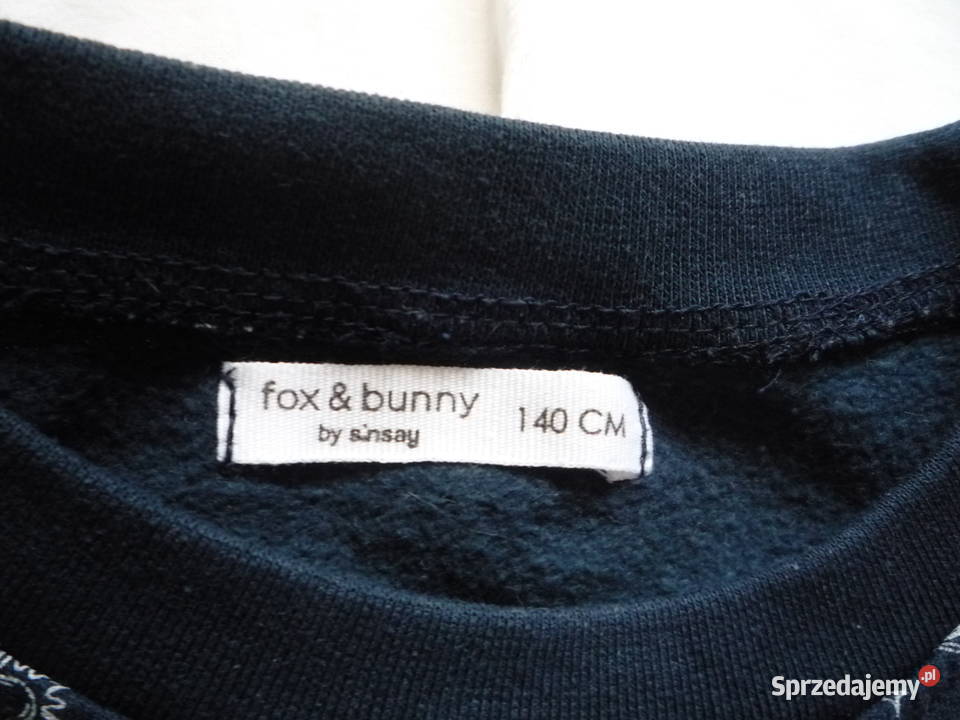 fox & bunny 140 CM
by sinsay
Sprzedajemy.pl